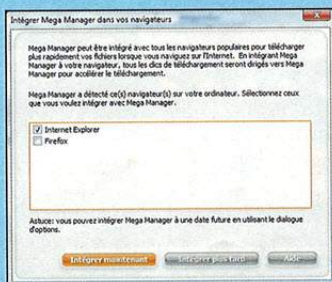 Intégrer Mega Manager dans vos navigateurs
Mega Manager peut être intégré avec tous les navigateurs populaires pour télécharger
plus rapidement vos fichiers lorsque vous naviguez sur l'Internet. En intégrant Mega
Manager à votre navigateur, tous les clics de téléchargement seront dirigés vers Mega
Manager pour accélérer le téléchargement.
Mega Manager a détecté ce(s) navigateur(s) sur votre ordinateur. Sélectionnez ceux
que vous voulez intégrer avec Mega Manager.
Internet Explorer
Firefox
Astuce: vous pouvez intégrer Mega Manager à une date future en utilisant le dialogue
d'options.
Intégrer maintenant Intégrer plus tard Aide